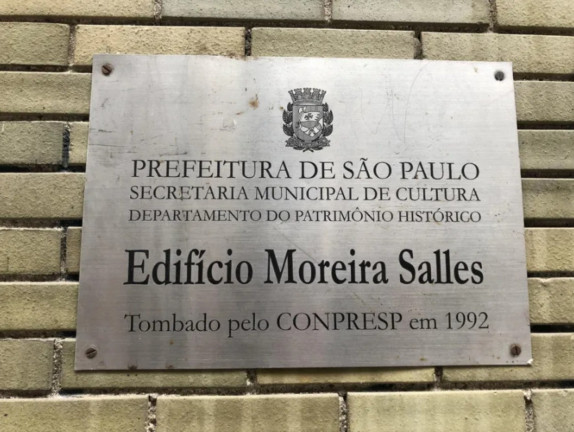 PREFEITURA DE SÃO PAULO
SECRETARIA MUNICIPAL DE CULTURA
DEPARTAMENTO DO PATRIMÔNIO HISTÓRICO
Edifício Moreira Salles
Tombado pelo CONPRESP em 1992